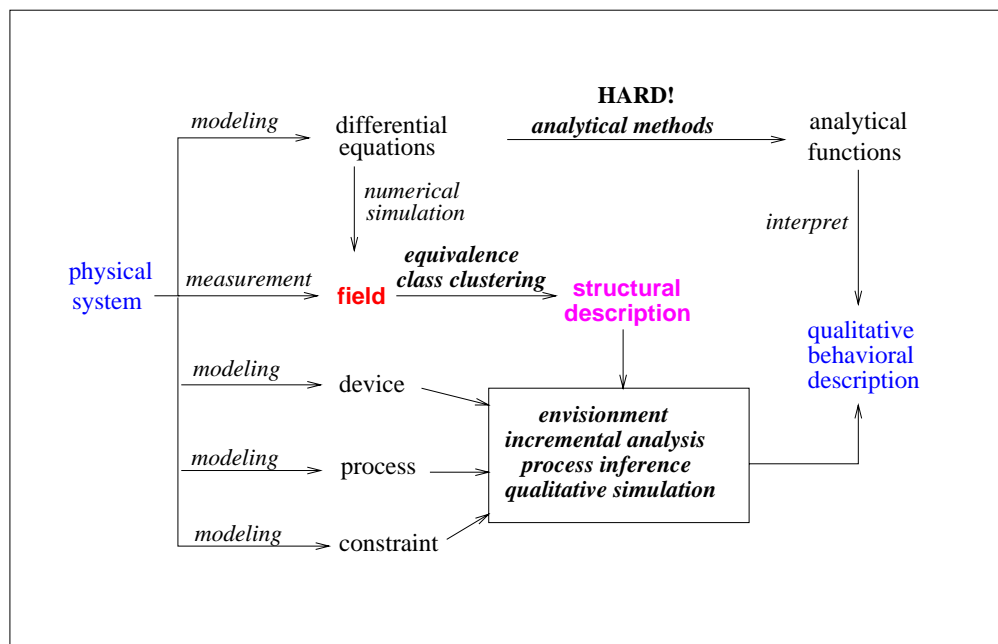 HARD!
modeling
differential
equations
analytical methods
analytical
functions
numerical
simulation
interpret
physical
system
measurement
field
equivalence
class clustering
structural
description
qualitative
behavioral
description
modeling
device
envisionment
incremental analysis
process inference
qualitative simulation
modeling
process
modeling
constraint